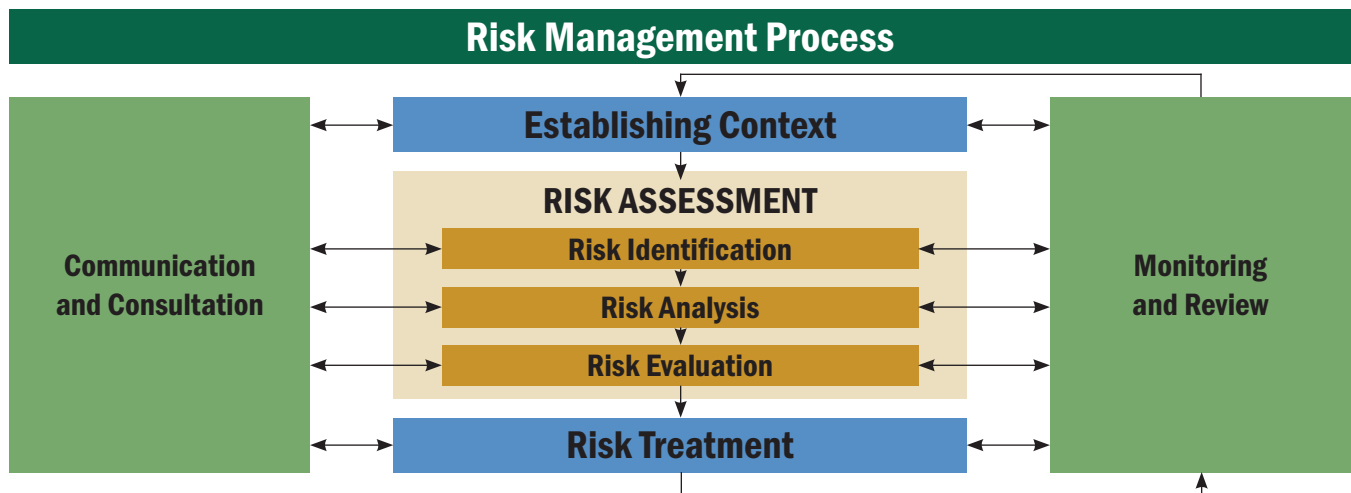 Risk Management Process
Establishing Context
RISK ASSESSMENT
Risk Identification
Risk Analysis
Risk Evaluation
Risk Treatment
Communication
and Consultation
Monitoring
and Review